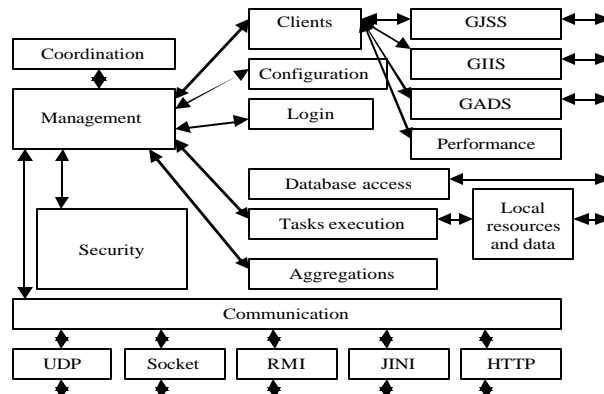 Clients
GJSS
Coordination
GIIS
Configuration
Management
GADS
Login
Performance
Database access
Tasks execution
Local
resources
and data
Security
Aggregations
Communication
UDP
Socket
RMI
JINI
HTTP